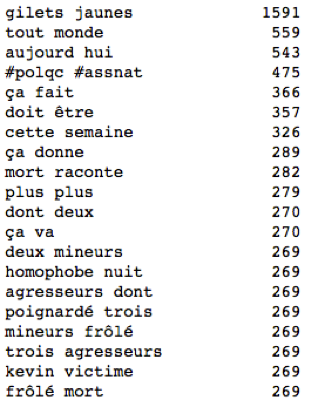 gilets jaunes 1591
tout monde 559
aujourd hui 543
#polqc #assnat 475
ça fait 366
doit être 357
cette semaine 326
ça donne 289
mort raconte 282
plus plus 279
dont deux 270
ça va 270
deux mineurs 269
homophobe nuit 269
agresseurs dont 269
poignardé trois 269
mineurs frôlé 269
trois agresseurs 269
kevin victime 269
frôlé mort 269